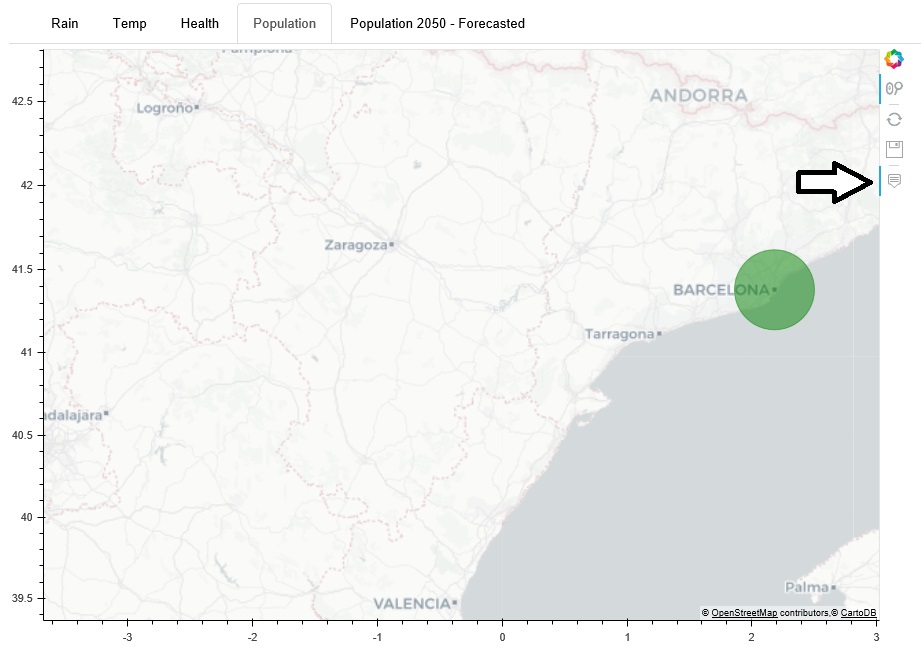 Rain Temp Health Population Population 2050 - Forecasted
Pamplona
42.5
ANDORRA
Logroño
42
Zaragoza
41.5
BARCELONA
Tarragona
41
dalajara
40.5
40
39.5
Palma
VALENCIA
© OpenStreetMap contributors,© CartoDB
-3 -2 -1 0 1 2 3